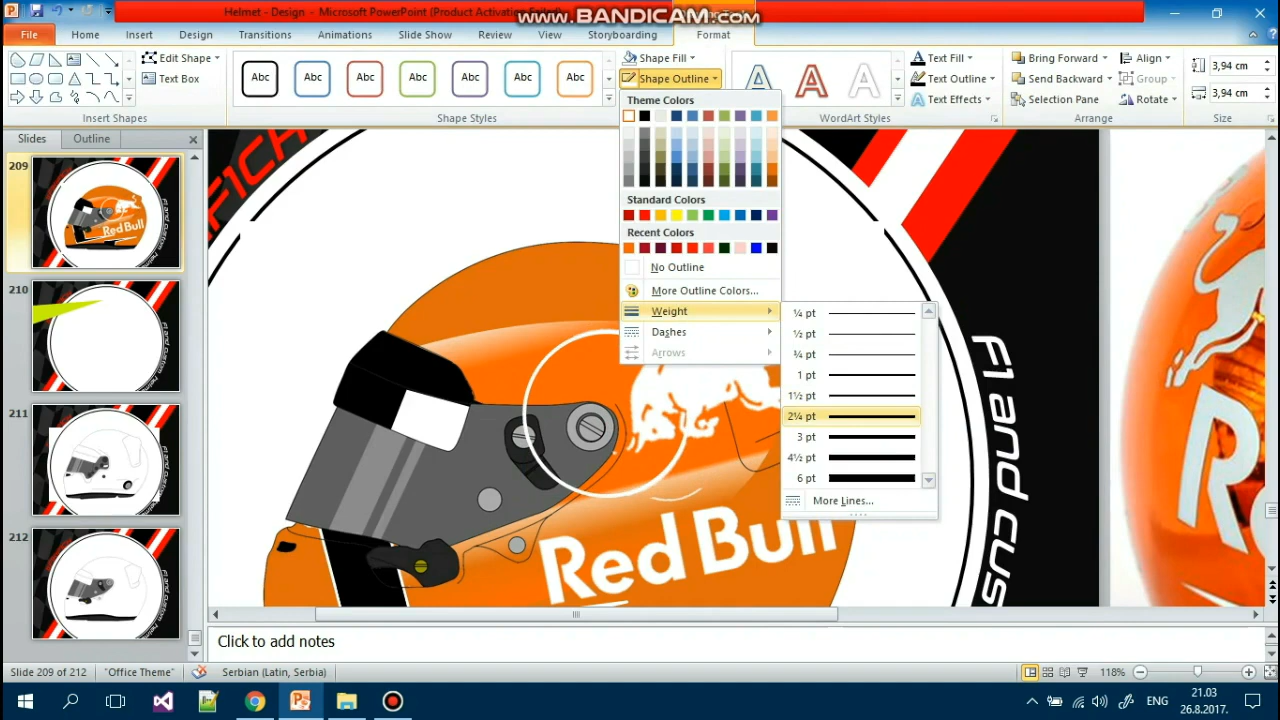 Helmet - Design - Microsoft PowerPoint (Product Activation Failed)
www.BANDICAM.com
File Home Insert Design Transitions Animations Slide Show Review View Storyboarding Format
Edit Shape
Text Box
Insert Shapes
Abc Abc Abc Abc Abc Abc Abc
Shape Styles
Shape Fill
Shape Outline
A A A
WordArt Styles
Text Fill
Text Outline
Text Effects
Bring Forward
Send Backward
Selection Pane
Align
Group
Rotate
Arrange
3,94 cm
3,94 cm
Size
Theme Colors
Standard Colors
Recent Colors
No Outline
More Outline Colors...
Weight
Dashes
Arrows
¼ pt
½ pt
¾ pt
1 pt
1½ pt
2¼ pt
3 pt
4½ pt
6 pt
More Lines...
Slides Outline
209
Red Bull
210
211
212
Red Bull
F1 and cus
R
Click to add notes
Slide 209 of 212 "Office Theme" Serbian (Latin, Serbia) 118%
ENG
21.03
26.8.2017.